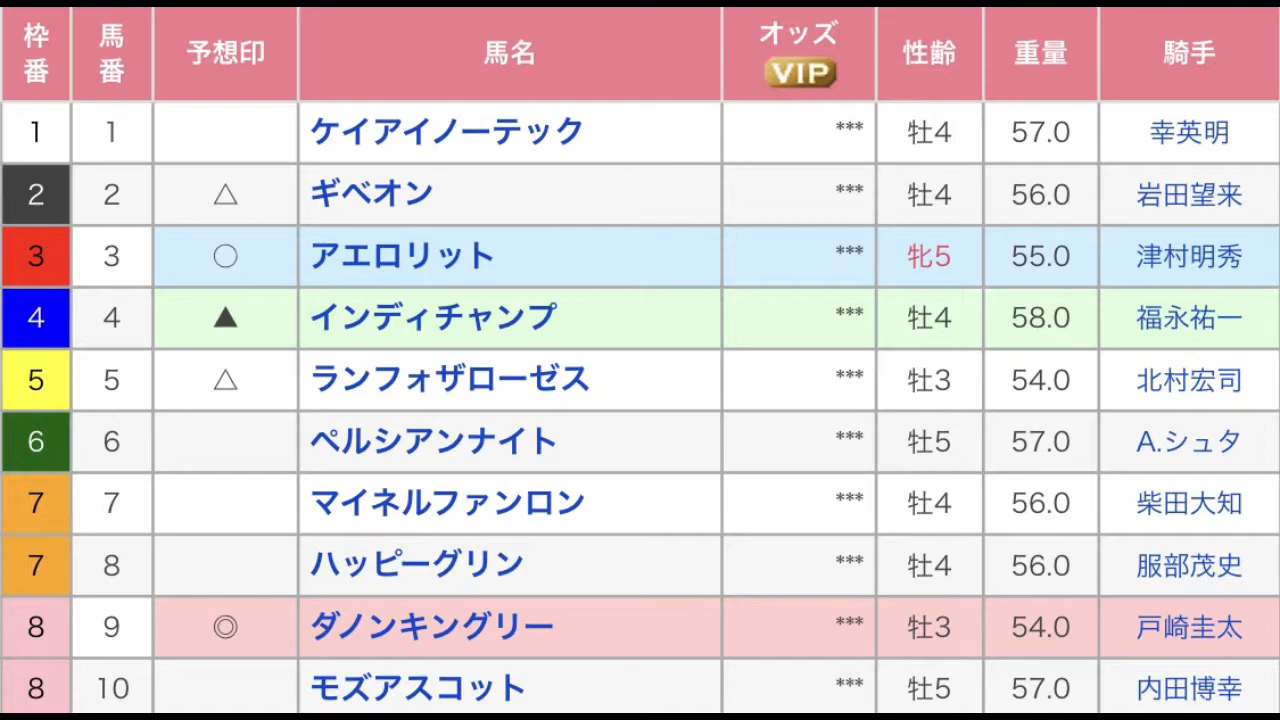 枠番 馬番 予想印 馬名 オッズ VIP 性齢 重量 騎手
1 1 ケイアイノーテック *** 牡4 57.0 幸英明
2 2 △ ギベオン *** 牡4 56.0 岩田望来
3 3 ○ アエロリット *** 牝5 55.0 津村明秀
4 4 ▲ インディチャンプ *** 牡4 58.0 福永祐一
5 5 △ ランフォザローゼス *** 牡3 54.0 北村宏司
6 6 ペルシアンナイト *** 牡5 57.0 A.シュタ
7 7 マイネルファンロン *** 牡4 56.0 柴田大知
7 8 ハッピーグリン *** 牡4 56.0 服部茂史
8 9 ◎ ダノンキングリー *** 牡3 54.0 戸崎圭太
8 10 モズアスコット *** 牡5 57.0 内田博幸